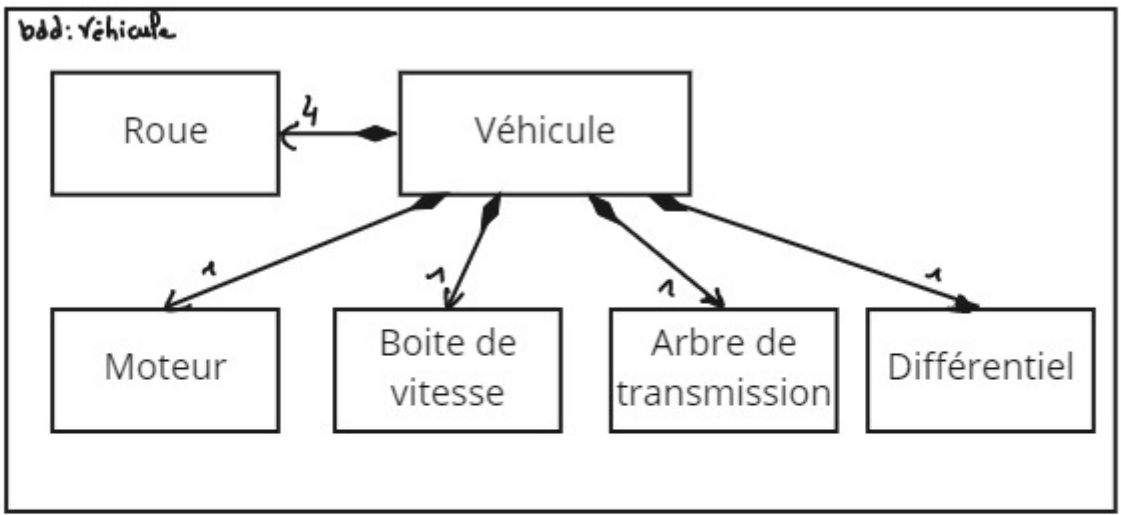 bdd: Véhicule
Roue
4
Véhicule
1
1
1
1
Moteur
Boite de
vitesse
Arbre de
transmission
Différentiel